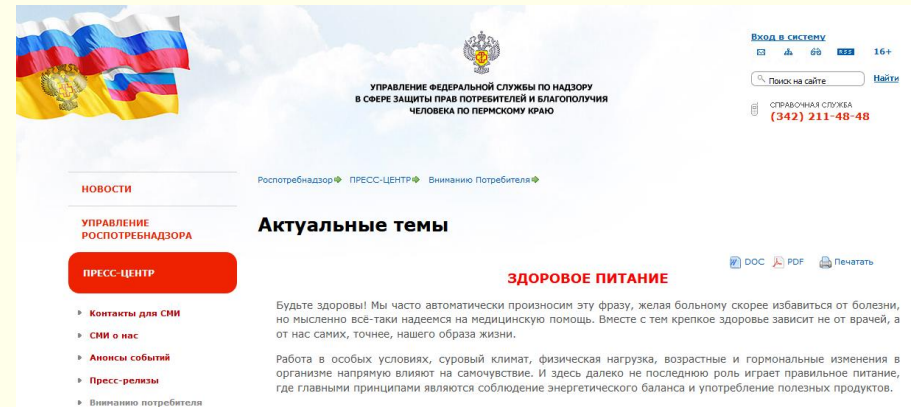 Вход в систему
RSS 16+
Поиск на сайте Найти
СПРАВОЧНАЯ СЛУЖБА
(342) 211-48-48
УПРАВЛЕНИЕ ФЕДЕРАЛЬНОЙ СЛУЖБЫ ПО НАДЗОРУ
В СФЕРЕ ЗАЩИТЫ ПРАВ ПОТРЕБИТЕЛЕЙ И БЛАГОПОЛУЧИЯ
ЧЕЛОВЕКА ПО ПЕРМСКОМУ КРАЮ
НОВОСТИ
УПРАВЛЕНИЕ
РОСПОТРЕБНАДЗОРА
ПРЕСС-ЦЕНТР
Контакты для СМИ
СМИ о нас
Анонсы событий
Пресс-релизы
Вниманию потребителя
Роспотребнадзор ПРЕСС-ЦЕНТР Вниманию Потребителя
Актуальные темы
DOC PDF Печатать
ЗДОРОВОЕ ПИТАНИЕ
Будьте здоровы! Мы часто автоматически произносим эту фразу, желая больному скорее избавиться от болезни,
но мысленно всё-таки надеемся на медицинскую помощь. Вместе с тем крепкое здоровье зависит не от врачей, а
от нас самих, точнее, нашего образа жизни.
Работа в особых условиях, суровый климат, физическая нагрузка, возрастные и гормональные изменения в
организме напрямую влияют на самочувствие. И здесь далеко не последнюю роль играет правильное питание,
где главными принципами являются соблюдение энергетического баланса и употребление полезных продуктов.